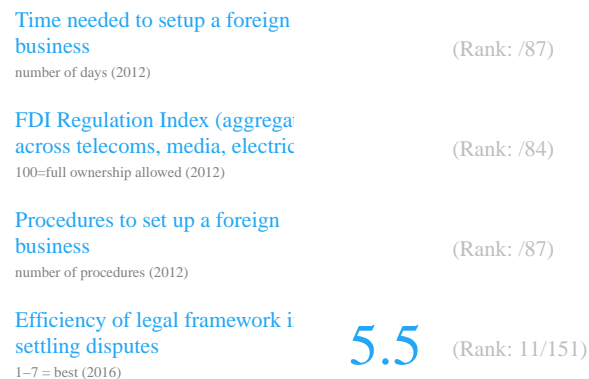 Time needed to setup a foreign
business
number of days (2012)
(Rank: /87)
FDI Regulation Index
across telecoms, media,
100=full ownership allowed (2012)
(Rank: /84)
Procedures to set up a foreign
business
number of procedures (2012)
(Rank: /87)
Efficiency of legal framework
settling disputes
1–7 = best (2016)
5.5
(Rank: 11/151)